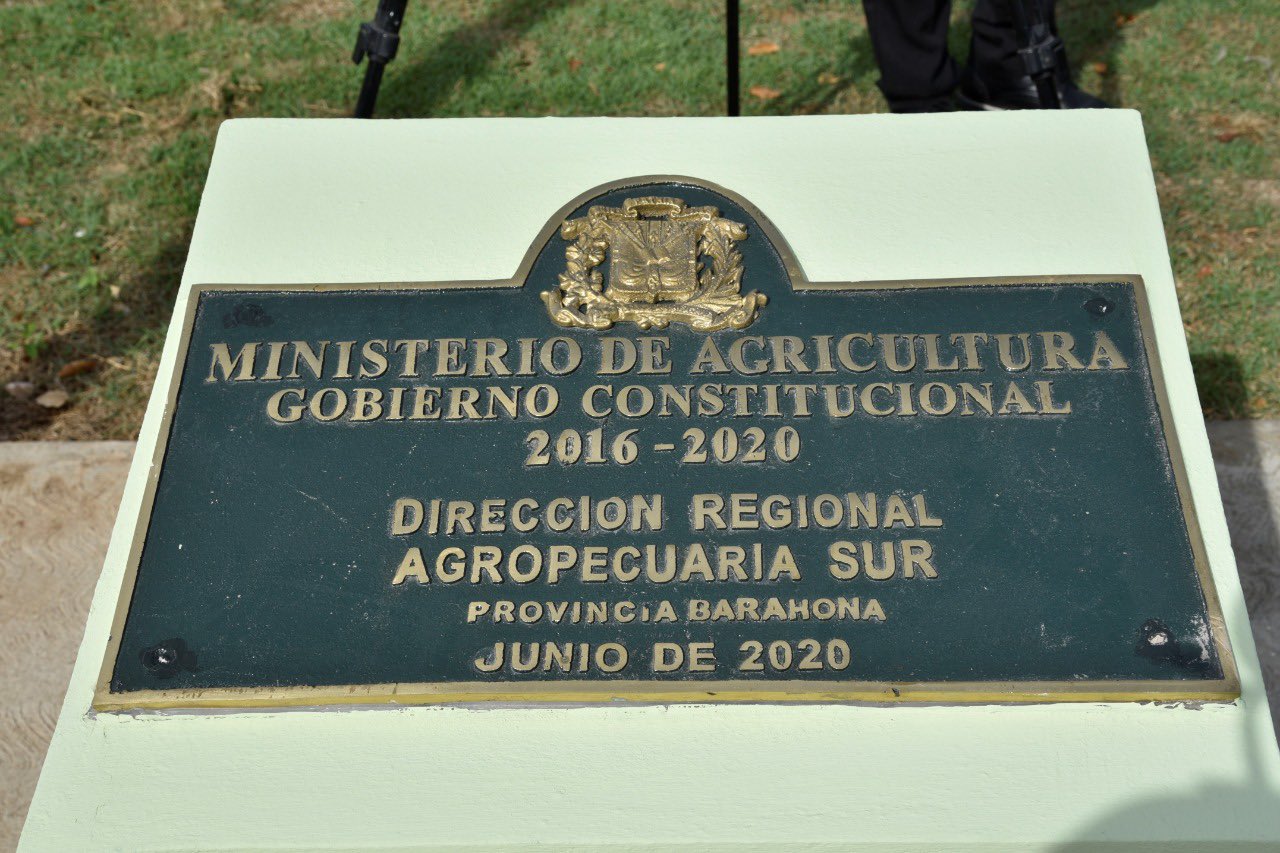 MINISTERIO DE AGRICULTURA
GOBIERNO CONSTITUCIONAL
2016 - 2020
DIRECCION REGIONAL
AGROPECUARIA SUR
PROVINCiA BARAHONA
JUNIO DE 2020